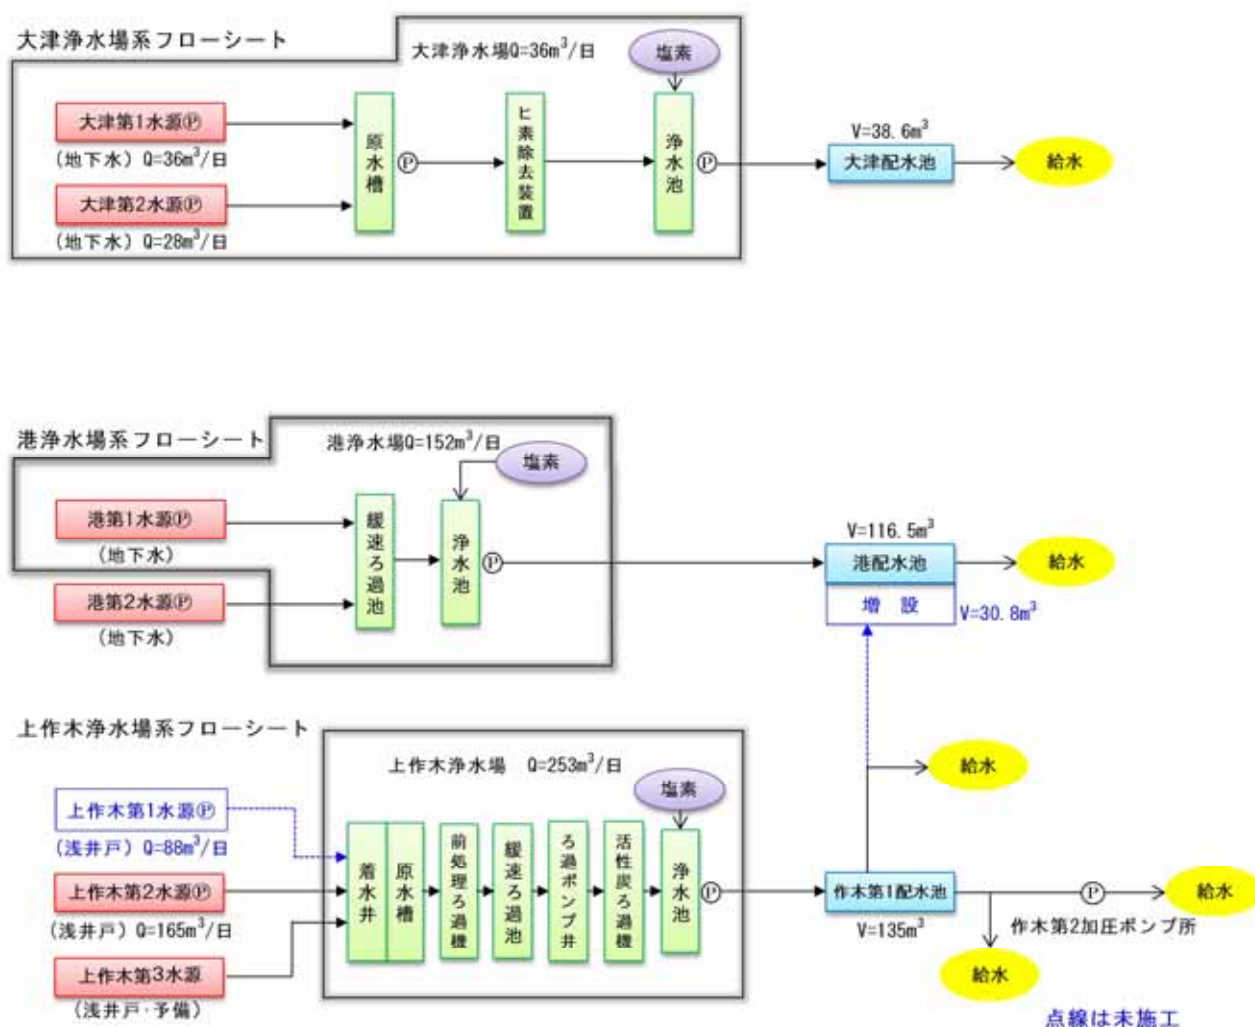 大津浄水場系フローシート
大津浄水場Q=36m³/日
塩素
大津第1水源Ⓟ
(地下水) Q=36m³/日
大津第2水源Ⓟ
(地下水) Q=28m³/日
原水槽
Ⓟ
ヒ素除去装置
浄水池
Ⓟ
V=38.6m³
大津配水池
給水
港浄水場系フローシート
港浄水場Q=152m³/日
塩素
港第1水源Ⓟ
(地下水)
港第2水源Ⓟ
(地下水)
緩速ろ過池
浄水池
Ⓟ
V=116.5m³
港配水池
増 設
V=30.8m³
給水
上作木浄水場系フローシート
上作木浄水場 Q=253m³/日
塩素
上作木第1水源Ⓟ
(浅井戸) Q=88m³/日
上作木第2水源Ⓟ
(浅井戸) Q=165m³/日
上作木第3水源
(浅井戸・予備)
着水井
原水槽
前処理ろ過機
緩速ろ過池
ろ過ポンプ井
活性炭ろ過機
浄水池
Ⓟ
給水
作木第1配水池
V=135m³
Ⓟ
作木第2加圧ポンプ所
給水
給水
点線は未施工